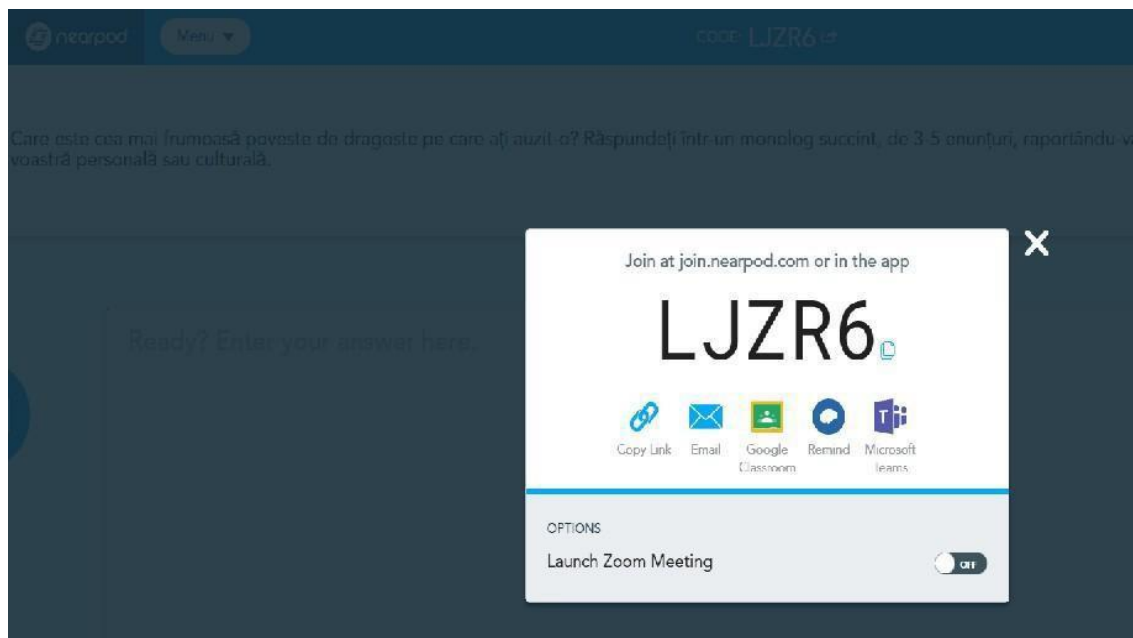 nearpod
Menu
CODE: LJZR6
Care este cea mai frumoasă poveste de dragoste pe care ați auzit-o? Răspundeți într-un monolog succint, de 3-5 enunțuri, raportându-v
voastră personală sau culturală.
Ready? Enter your answer here.
Join at join.nearpod.com or in the app
LJZR6
Copy Link Email Google Classroom Remind Microsoft Teams
OPTIONS
Launch Zoom Meeting OFF